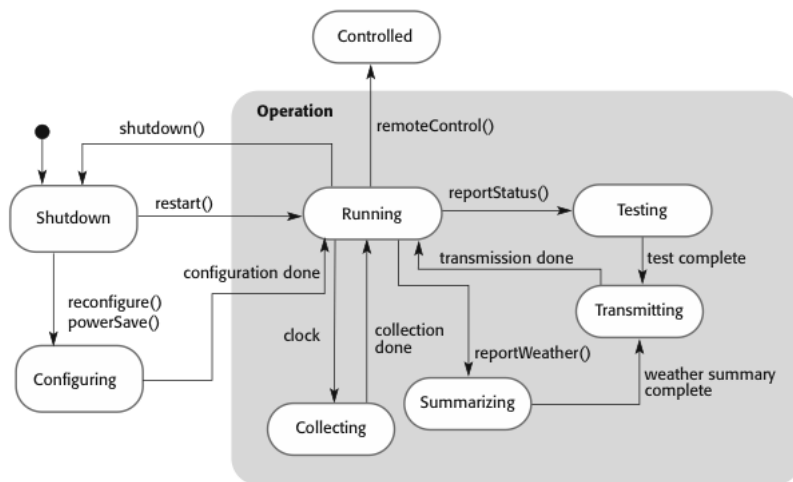 Controlled
Operation
shutdown()
remoteControl()
Shutdown
restart()
Running
reportStatus()
Testing
configuration done
transmission done
test complete
reconfigure()
powerSave()
Transmitting
clock
collection
done
reportWeather()
Configuring
Summarizing
weather summary
complete
Collecting